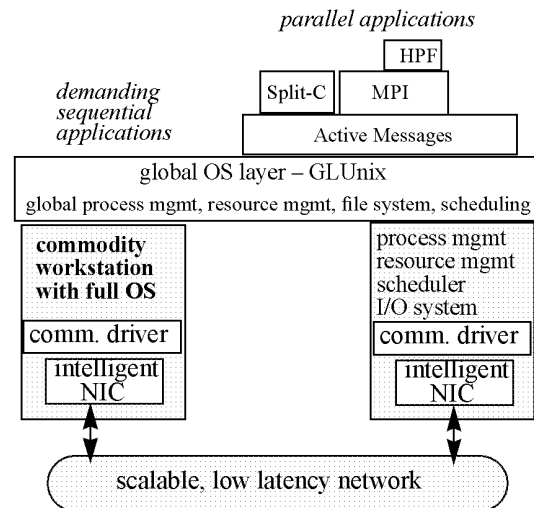 parallel applications
HPF
demanding
sequential
applications
Split-C
MPI
Active Messages
global OS layer – GLUnix
global process mgmt, resource mgmt, file system, scheduling
commodity
workstation
with full OS
comm. driver
intelligent
NIC
process mgmt
resource mgmt
scheduler
I/O system
comm. driver
intelligent
NIC
scalable, low latency network